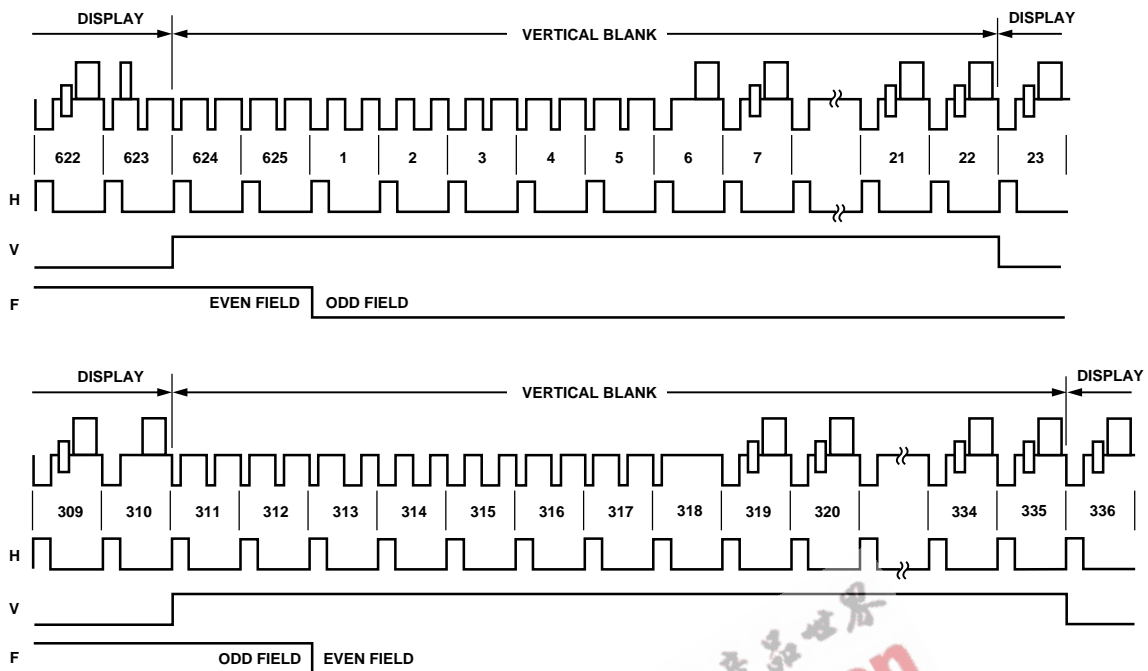 DISPLAY VERTICAL BLANK DISPLAY
622 623 624 625 1 2 3 4 5 6 7 21 22 23
H
V
F EVEN FIELD ODD FIELD
DISPLAY VERTICAL BLANK DISPLAY
309 310 311 312 313 314 315 316 317 318 319 320 334 335 336
H
V
F ODD FIELD EVEN FIELD